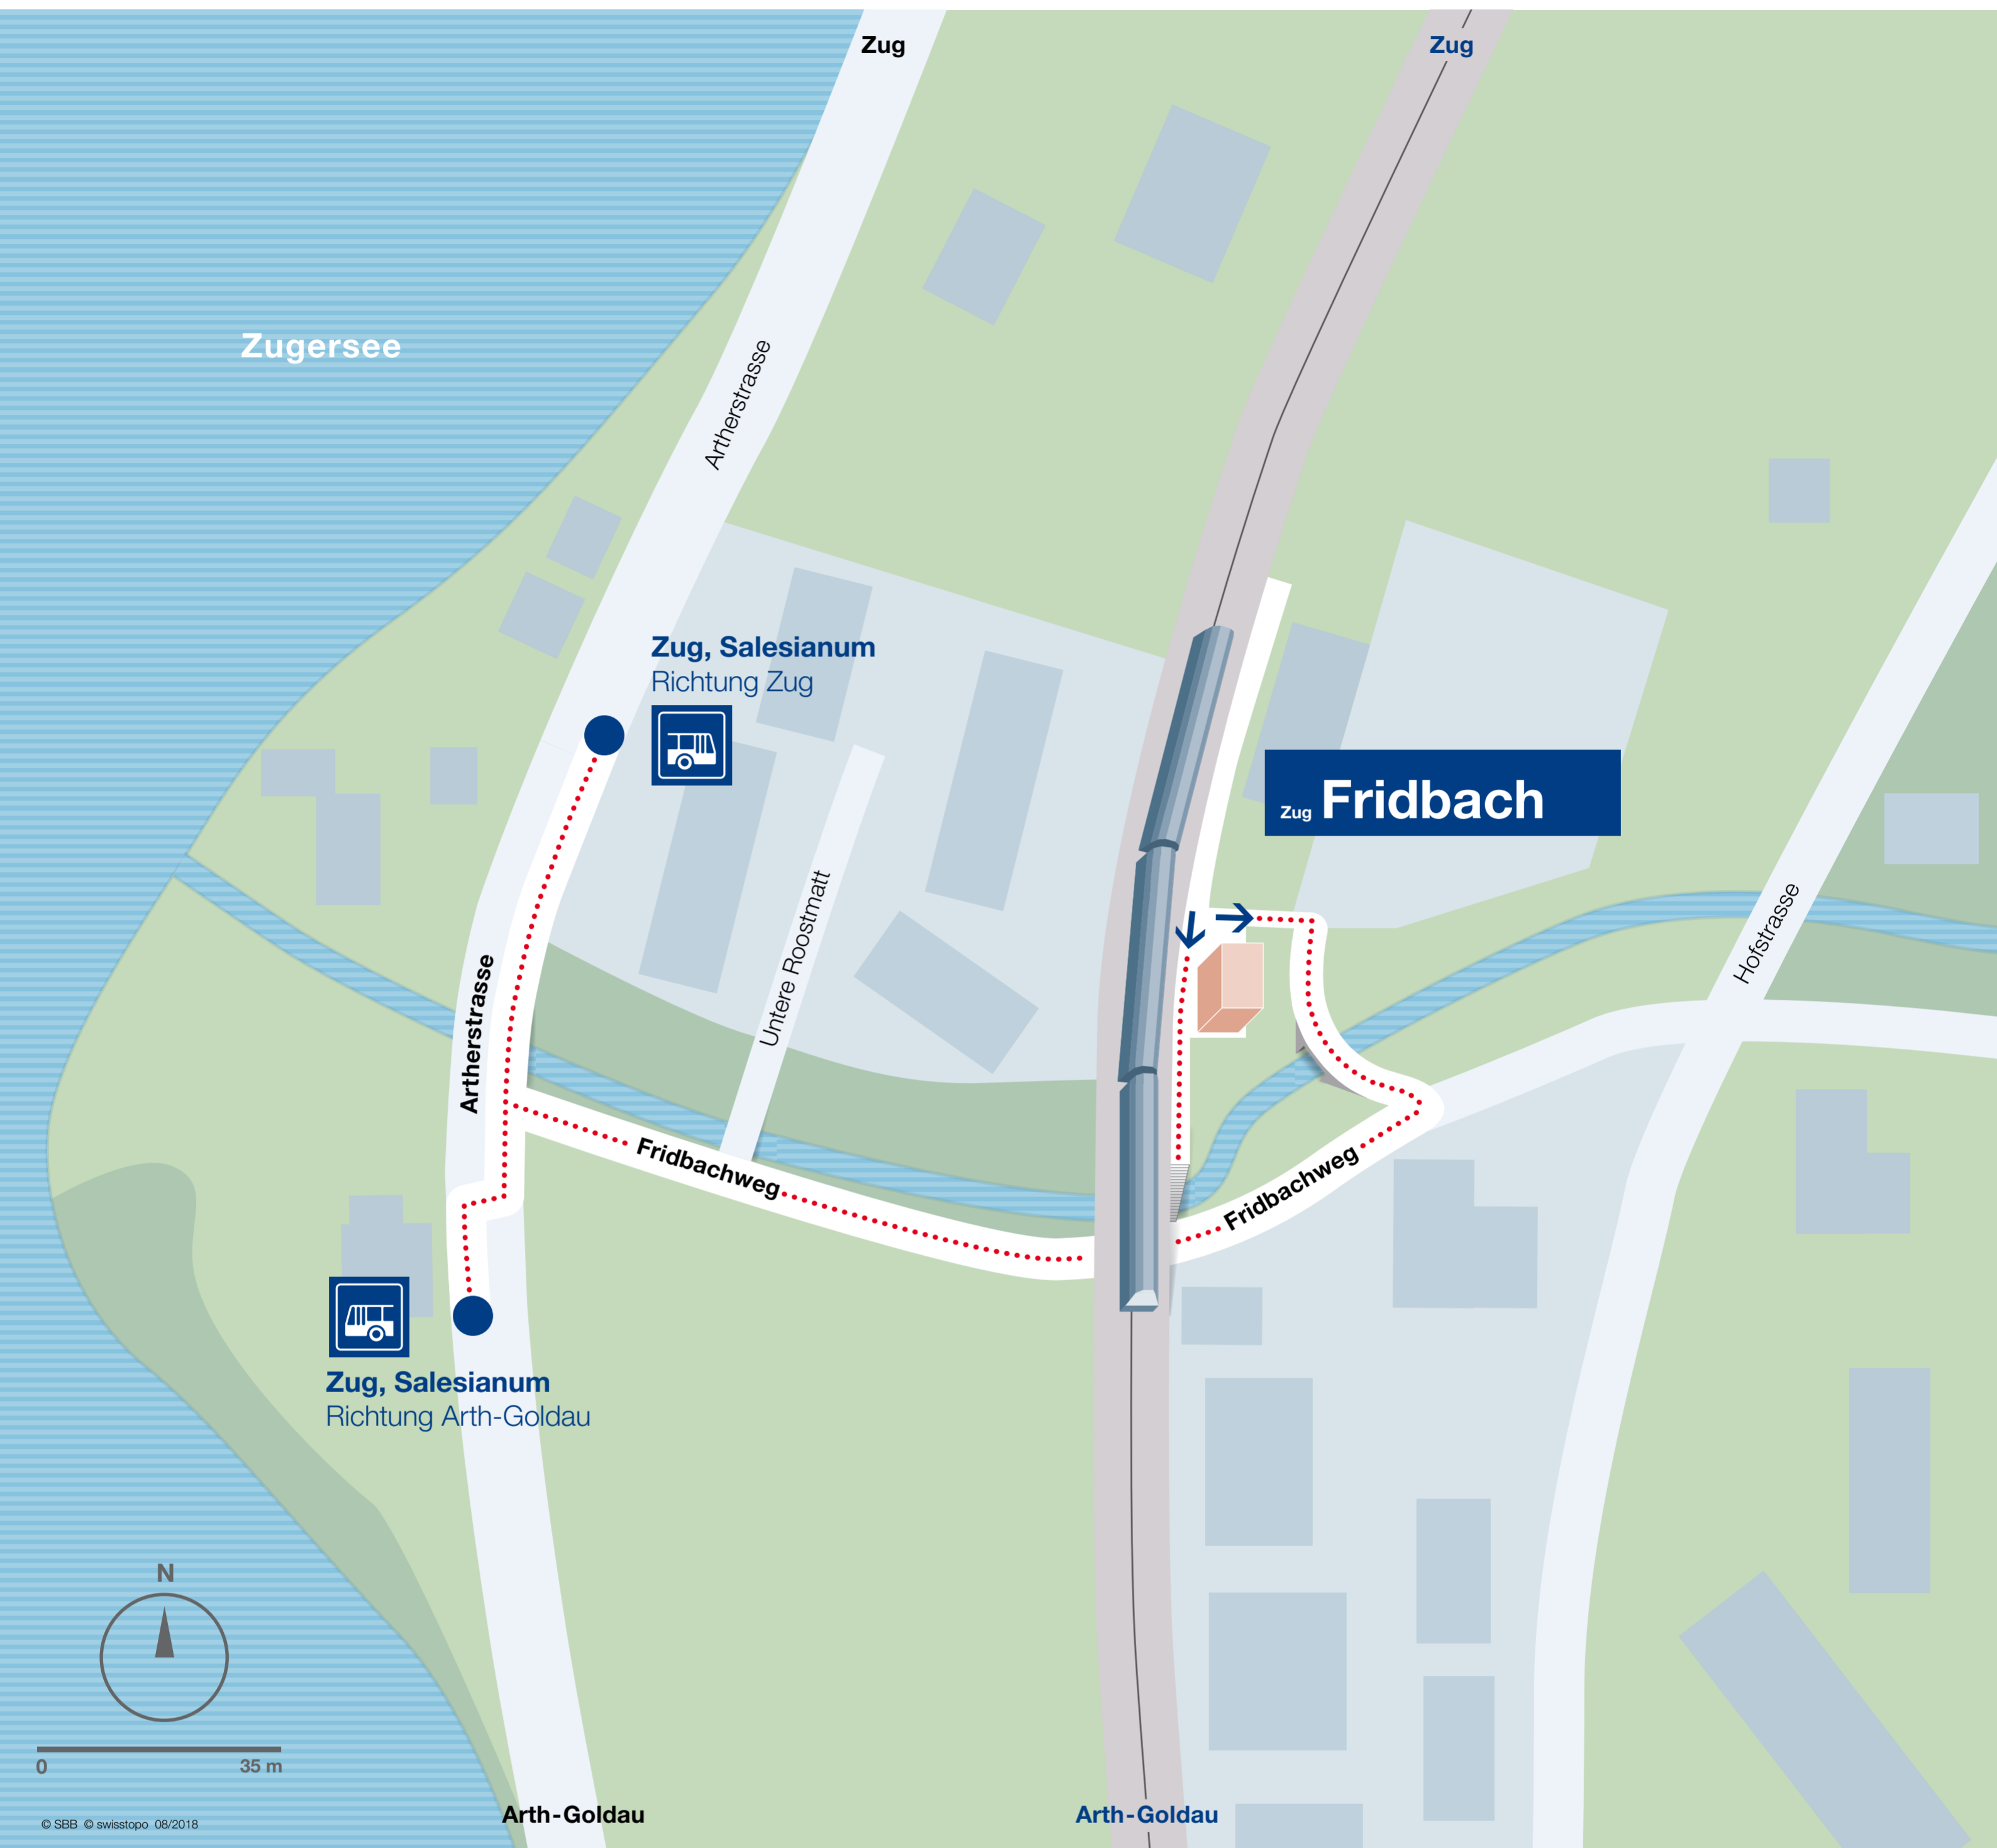 Zug
Zug
Zugersee
Artherstrasse
Zug, Salesianum
Richtung Zug
Zug Fridbach
Untere Roostmatt
Hofstrasse
Artherstrasse
Fridbachweg
Fridbachweg
Zug, Salesianum
Richtung Arth-Goldau
N
0 35 m
Arth-Goldau
Arth-Goldau
© SBB © swisstopo 08/2018